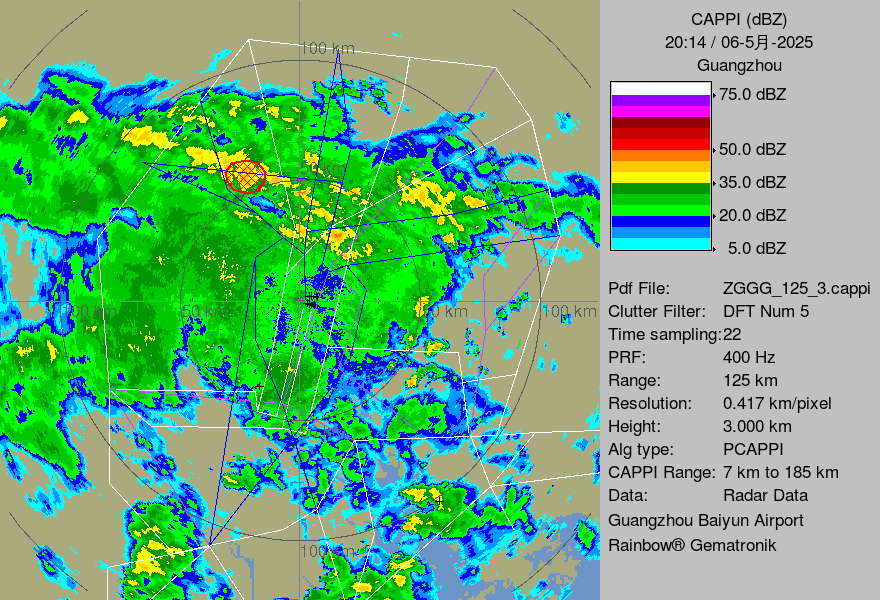 CAPPI (dBZ)
20:14 / 06-5月-2025
Guangzhou
75.0 dBZ
50.0 dBZ
35.0 dBZ
20.0 dBZ
5.0 dBZ
Pdf File: ZGGG_125_3.cappi
Clutter Filter: DFT Num 5
Time sampling:22
PRF: 400 Hz
Range: 125 km
Resolution: 0.417 km/pixel
Height: 3.000 km
Alg type: PCAPPI
CAPPI Range: 7 km to 185 km
Data: Radar Data
Guangzhou Baiyun Airport
Rainbow® Gematronik
100 km
100 km
50 km
50 km
100 km
100 km